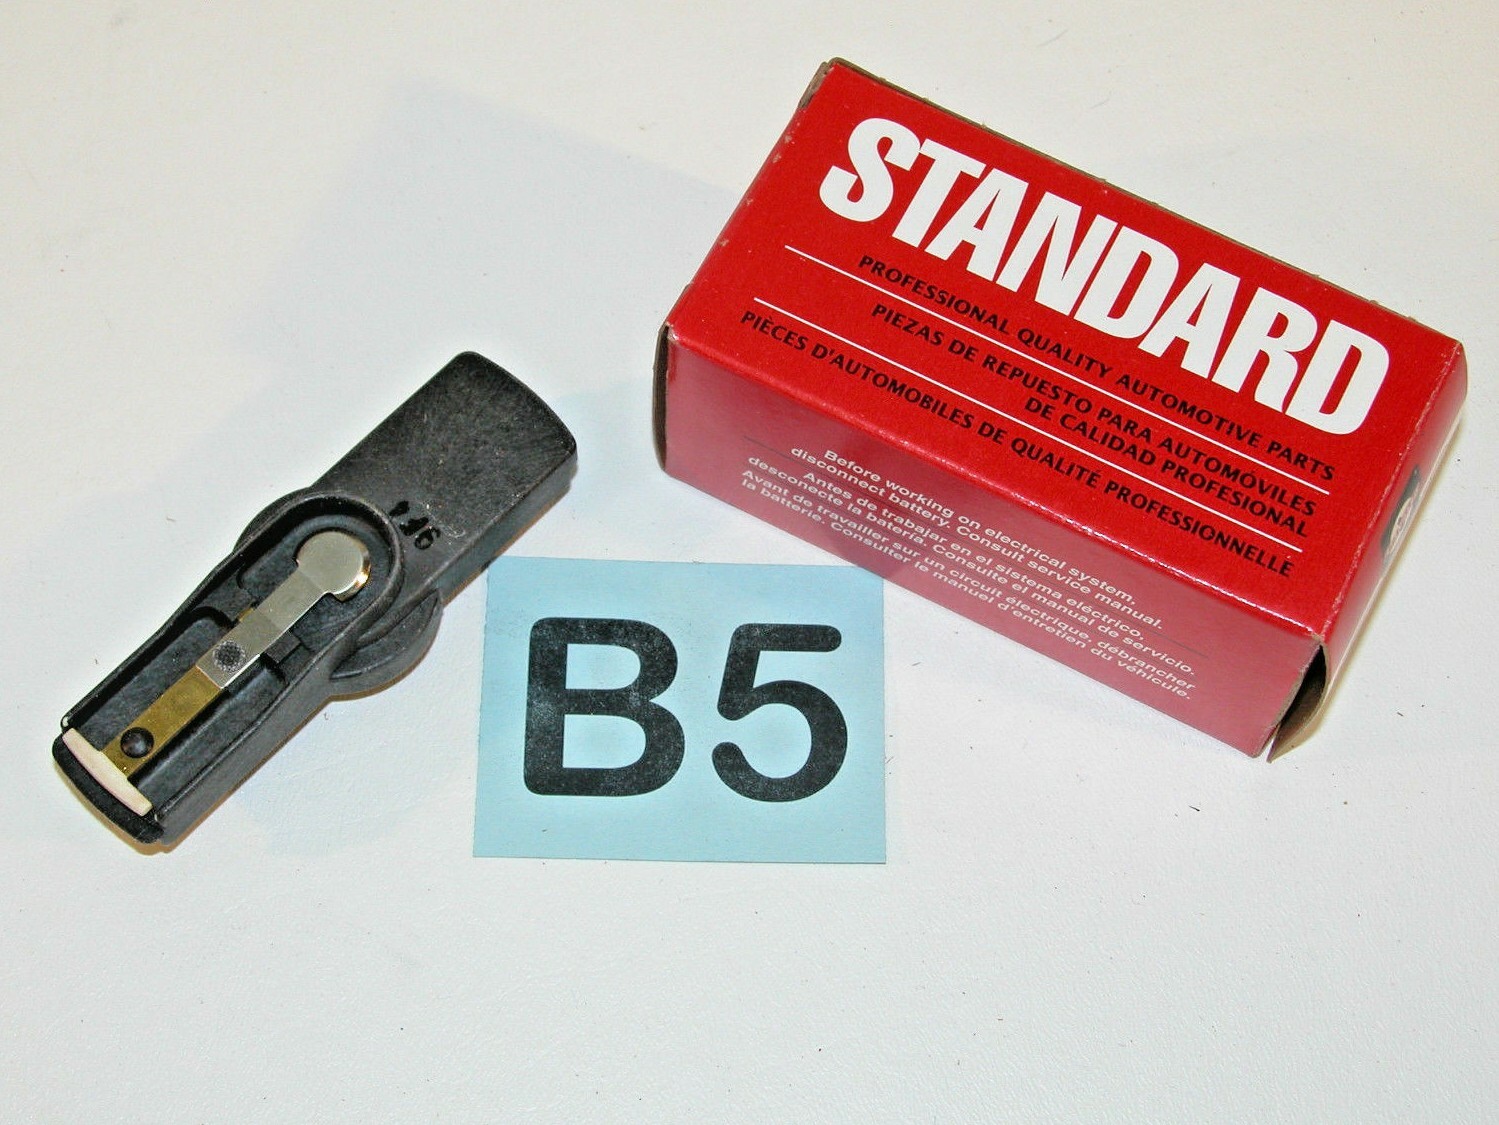 STANDARD
PROFESSIONAL QUALITY AUTOMOTIVE PARTS
PIEZAS DE REPUESTO PARA AUTOMÓVILES
DE CALIDAD PROFESIONAL
PIÈCES D'AUTOMOBILES DE QUALITÉ PROFESSIONNELLE
Before working on electrical system,
disconnect battery. Consult service manual.
Antes de trabajar en el sistema eléctrico,
desconecte la batería. Consulte el manual de servicio.
Avant de travailler sur un circuit électrique, débrancher
la batterie. Consulter le manuel d'entretien du véhicule.
B5